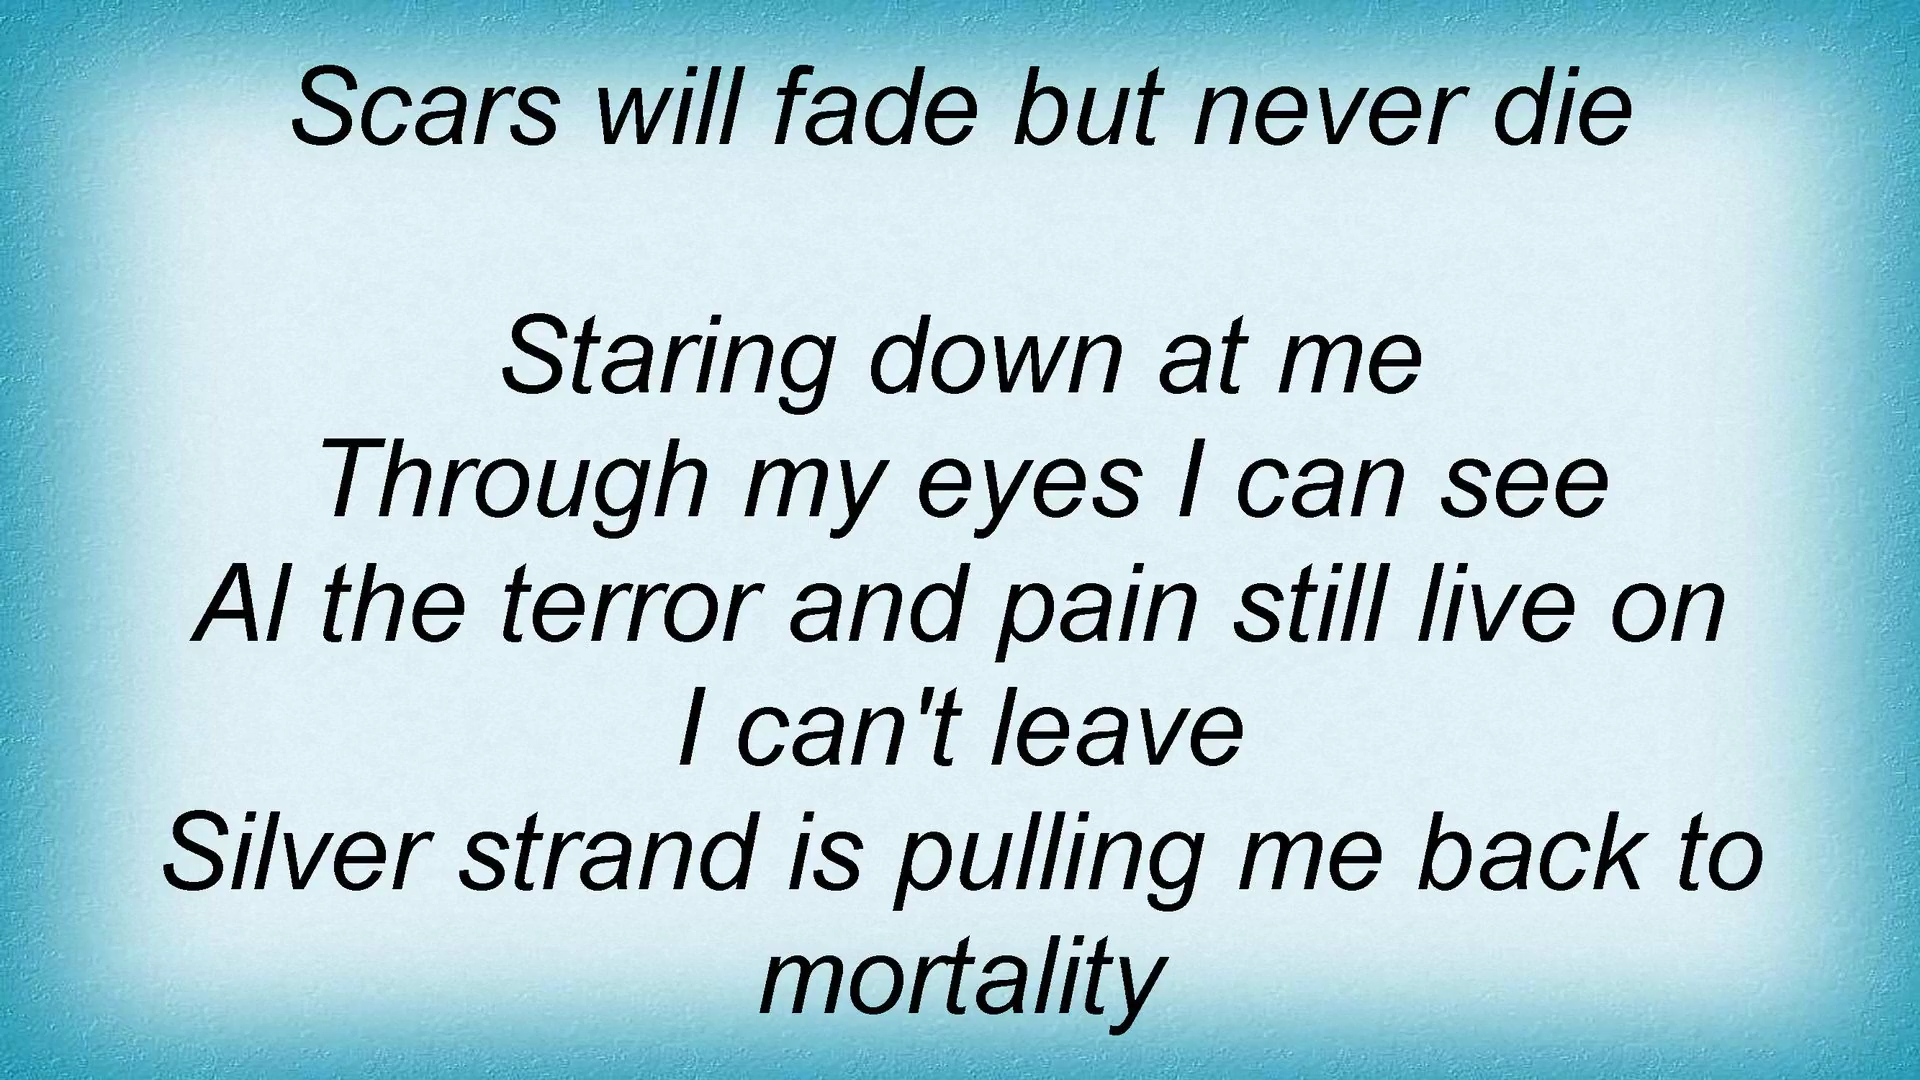 Scars will fade but never die
Staring down at me
Through my eyes I can see
Al the terror and pain still live on
I can't leave
Silver strand is pulling me back to
mortality